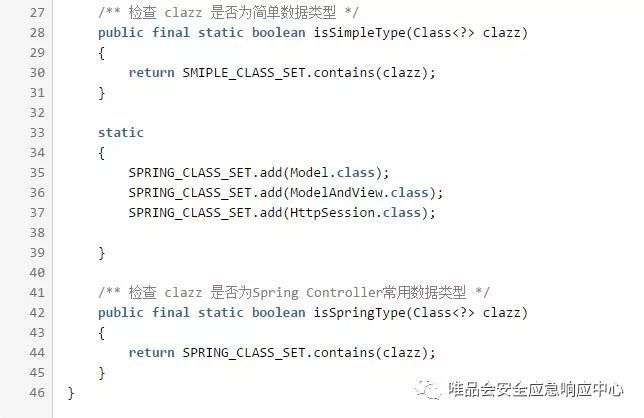 27 /** 检查 clazz 是否为简单数据类型 */
28 public final static boolean isSimpleType(Class<?> clazz)
29 {
30 return SMIPLE_CLASS_SET.contains(clazz);
31 }
32
33 static
34 {
35 SPRING_CLASS_SET.add(Model.class);
36 SPRING_CLASS_SET.add(ModelAndView.class);
37 SPRING_CLASS_SET.add(HttpSession.class);
38
39 }
40
41 /** 检查 clazz 是否为Spring Controller常用数据类型 */
42 public final static boolean isSpringType(Class<?> clazz)
43 {
44 return SPRING_CLASS_SET.contains(clazz);
45 }
46 }
唯品会安全应急响应中心